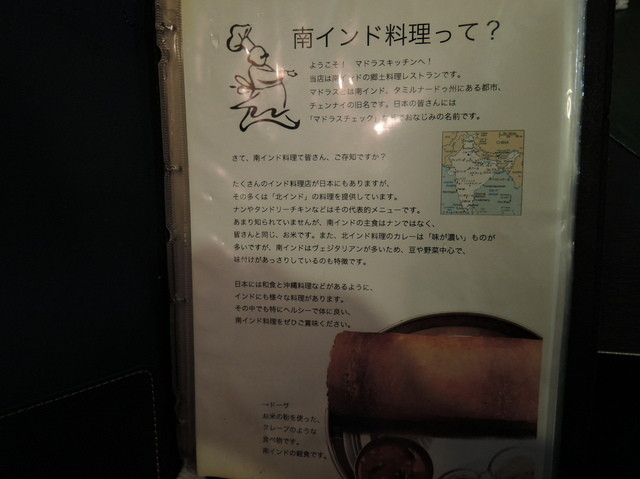 南インド料理って？
ようこそ！ マドラスキッチンへ！
当店は南インドの郷土料理レストランです。
マドラスとは南インド、タミルナードゥ州にある都市、
チェンナイの旧名です。日本の皆さんには
「マドラスチェック」などでおなじみの名前です。
さて、南インド料理て皆さん、ご存知ですか？
たくさんのインド料理店が日本にもありますが、
その多くは「北インド」の料理を提供しています。
ナンやタンドリーチキンなどはその代表的メニューです。
あまり知られていませんが、南インドの主食はナンではなく、
皆さんと同じ、お米です。また、北インド料理のカレーは「味が濃い」ものが
多いですが、南インドはヴェジタリアンが多いため、豆や野菜中心で、
味付けがあっさりしているのも特徴です。
日本には和食と沖縄料理などがあるように、
インドにも様々な料理があります。
その中でも特にヘルシーで体に良い、
南インド料理をぜひご賞味ください。
→ドーサ
お米の粉を使った、
クレープのような
食べ物です。
南インドの軽食です。